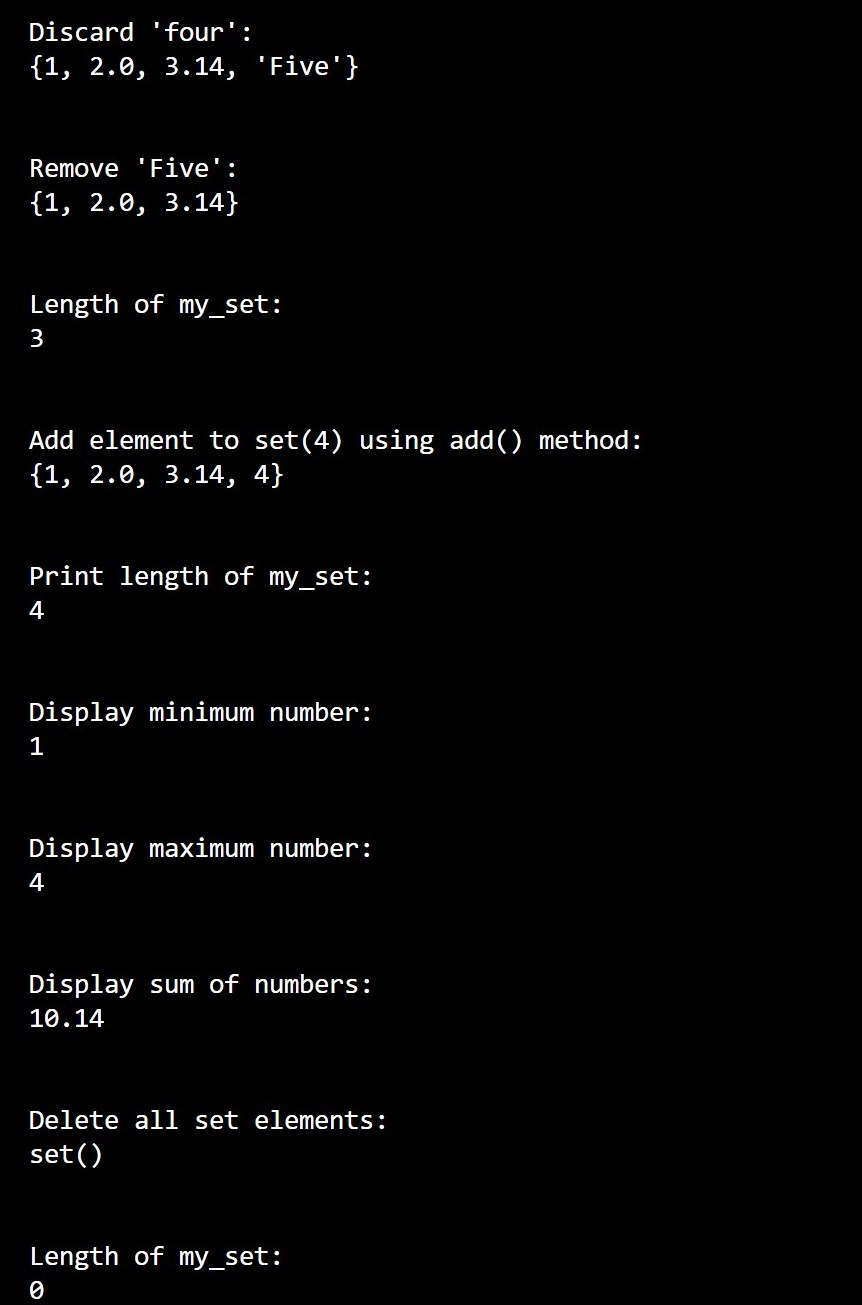 Discard 'four':
{1, 2.0, 3.14, 'Five'}
Remove 'Five':
{1, 2.0, 3.14}
Length of my_set:
3
Add element to set(4) using add() method:
{1, 2.0, 3.14, 4}
Print length of my_set:
4
Display minimum number:
1
Display maximum number:
4
Display sum of numbers:
10.14
Delete all set elements:
set()
Length of my_set:
0